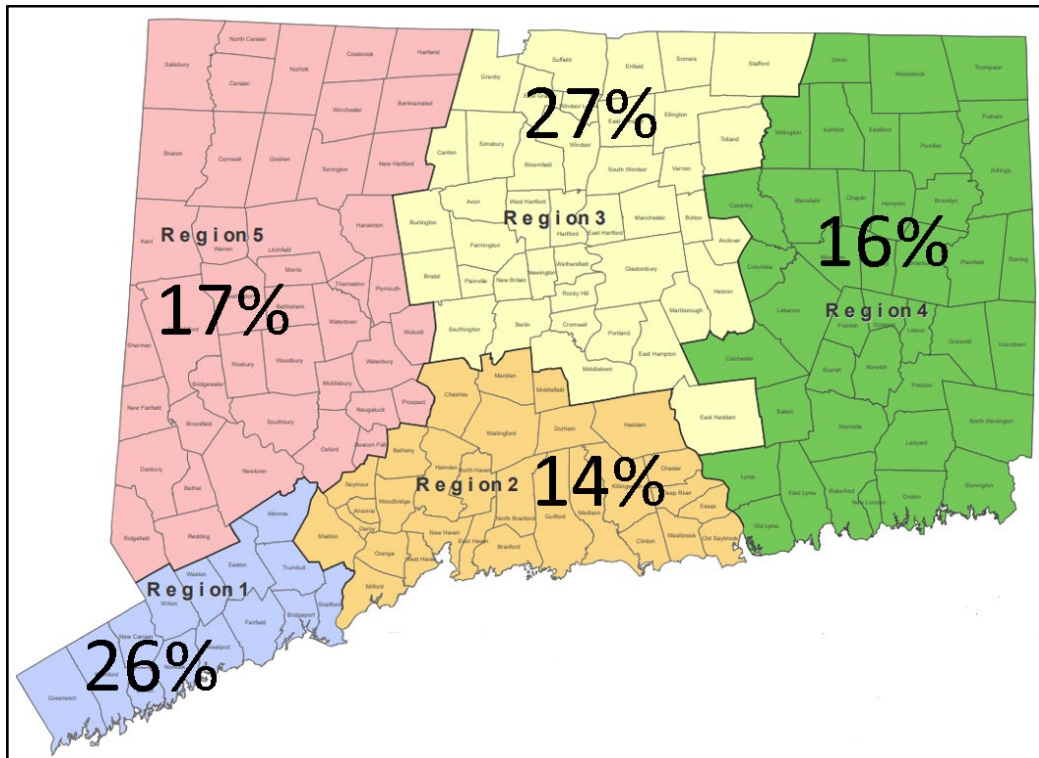 North Canaan
Colebrook
Hartland
Salisbury
Norfolk
Canaan
Winchester
Barkhamsted
Sharon
Cornwall
Goshen
Torrington
New Hartford
Kent
Region 5
Warren
Litchfield
Harwinton
Morris
Thomaston
Plymouth
Bethlehem
17%
Watertown
Sherman
Roxbury
Woodbury
Wolcott
Waterbury
Bridgewater
Middlebury
New Fairfield
Brookfield
Southbury
Naugatuck
Prospect
Oxford
Beacon Falls
Danbury
Bethel
Newtown
Ridgefield
Redding
Suffield
Enfield
Somers
Stafford
Granby
27%
Ellington
Canton
Simsbury
Windsor
Tolland
Bloomfield
South Windsor
Vernon
Avon
West Hartford
Region 3
Manchester
Bolton
Burlington
Hartford
East Hartford
Farmington
Andover
Wethersfield
Glastonbury
Bristol
Plainville
New Britain
Newington
Hebron
Rocky Hill
Marlborough
Southington
Berlin
Cromwell
Portland
East Hampton
Middletown
East Haddam
Union
Woodstock
Thompson
Putnam
Willington
Ashford
Eastford
Pomfret
Killingly
Coventry
Mansfield
Chaplin
Hampton
Brooklyn
16%
Columbia
Plainfield
Sterling
Lebanon
Region 4
Franklin
Lisbon
Griswold
Voluntown
Colchester
Bozrah
Norwich
Preston
Salem
Montville
Ledyard
North Stonington
Lyme
East Lyme
Waterford
New London
Groton
Stonington
Old Lyme
Meriden
Middlefield
Cheshire
Wallingford
Durham
Haddam
Bethany
Hamden
North Haven
Chester
Seymour
Region 2
14%
Killingworth
Deep River
Woodbridge
Ansonia
Derby
Essex
North Branford
Guilford
Madison
Shelton
New Haven
East Haven
Branford
Clinton
Westbrook
Old Saybrook
Orange
West Haven
Milford
Monroe
Weston
Easton
Trumbull
Region 1
Wilton
Stratford
Bridgeport
Fairfield
New Canaan
Westport
26%
Greenwich